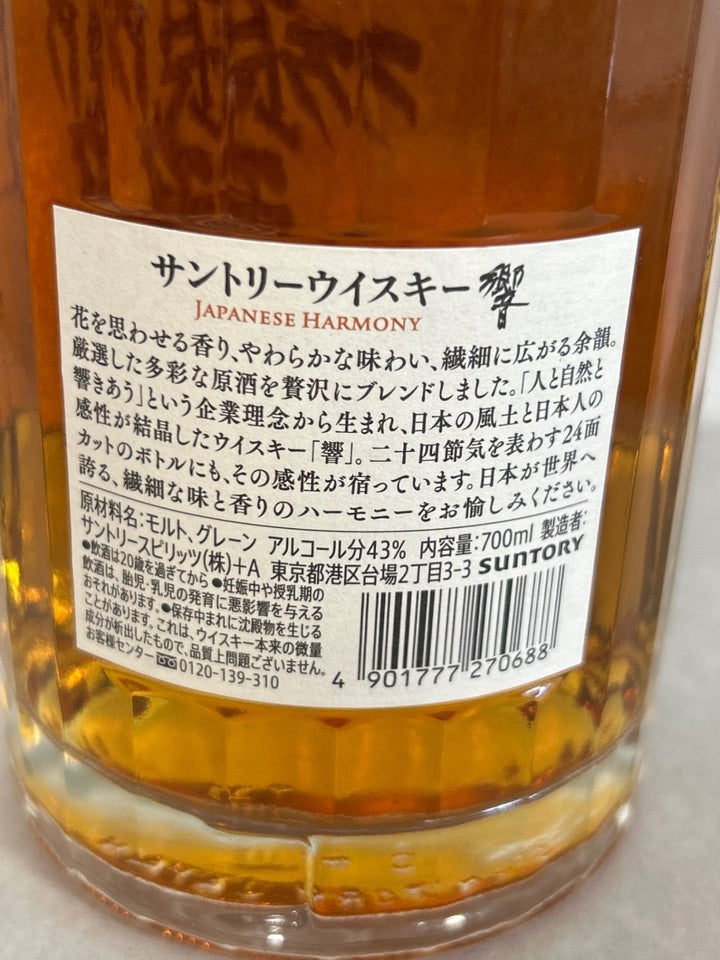 サントリーウイスキー 響
JAPANESE HARMONY
花を思わせる香り、やわらかな味わい、繊細に広がる余韻。
厳選した多彩な原酒を贅沢にブレンドしました。「人と自然と
響きあう」という企業理念から生まれ、日本の風土と日本人の
感性が結晶したウイスキー「響」。二十四節気を表わす24面
カットのボトルにも、その感性が宿っています。日本が世界へ
誇る、繊細な味と香りのハーモニーをお愉しみください。
原材料名:モルト、グレーン アルコール分43% 内容量:700ml 製造者:
サントリースピリッツ(株)+A 東京都港区台場2丁目3-3 SUNTORY
●飲酒は20歳を過ぎてから ●妊娠中や授乳期の
飲酒は、胎児・乳児の発育に悪影響を与える
おそれがあります。●保存中まれに沈殿物を生じる
ことがあります。これは、ウイスキー本来の微量
成分が析出したもので、品質上問題ございません。
お客様センター 0120-139-310
4 901777 270688